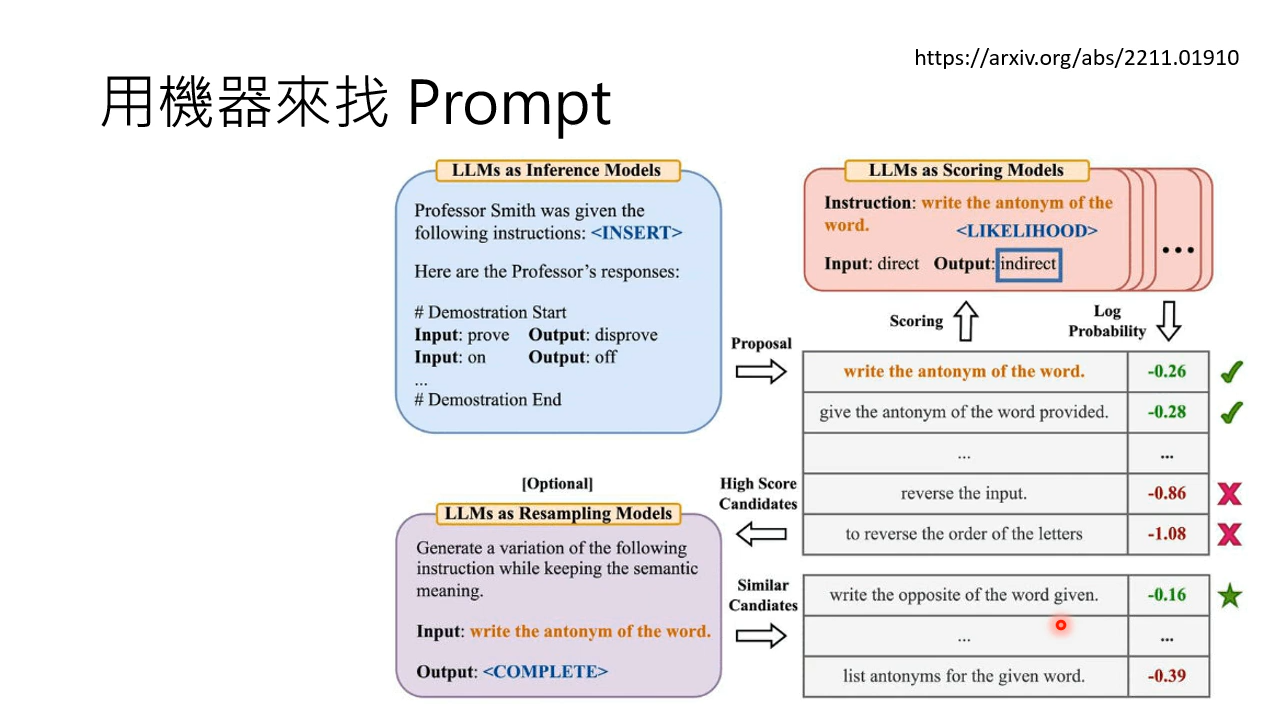 https://arxiv.org/abs/2211.01910
用機器來找 Prompt
LLMs as Inference Models
Professor Smith was given the
following instructions: <INSERT>
Here are the Professor's responses:
# Demostration Start
Input: prove Output: disprove
Input: on Output: off
...
# Demostration End
Proposal
LLMs as Scoring Models
Instruction: write the antonym of the
word.
<LIKELIHOOD>
Input: direct Output: indirect
...
Scoring
Log
Probability
write the antonym of the word. -0.26
give the antonym of the word provided. -0.28
... ...
reverse the input. -0.86
to reverse the order of the letters -1.08
High Score
Candidates
[Optional]
LLMs as Resampling Models
Generate a variation of the following
instruction while keeping the semantic
meaning.
Input: write the antonym of the word.
Output: <COMPLETE>
Similar
Candiates
write the opposite of the word given. -0.16
... ...
list antonyms for the given word. -0.39